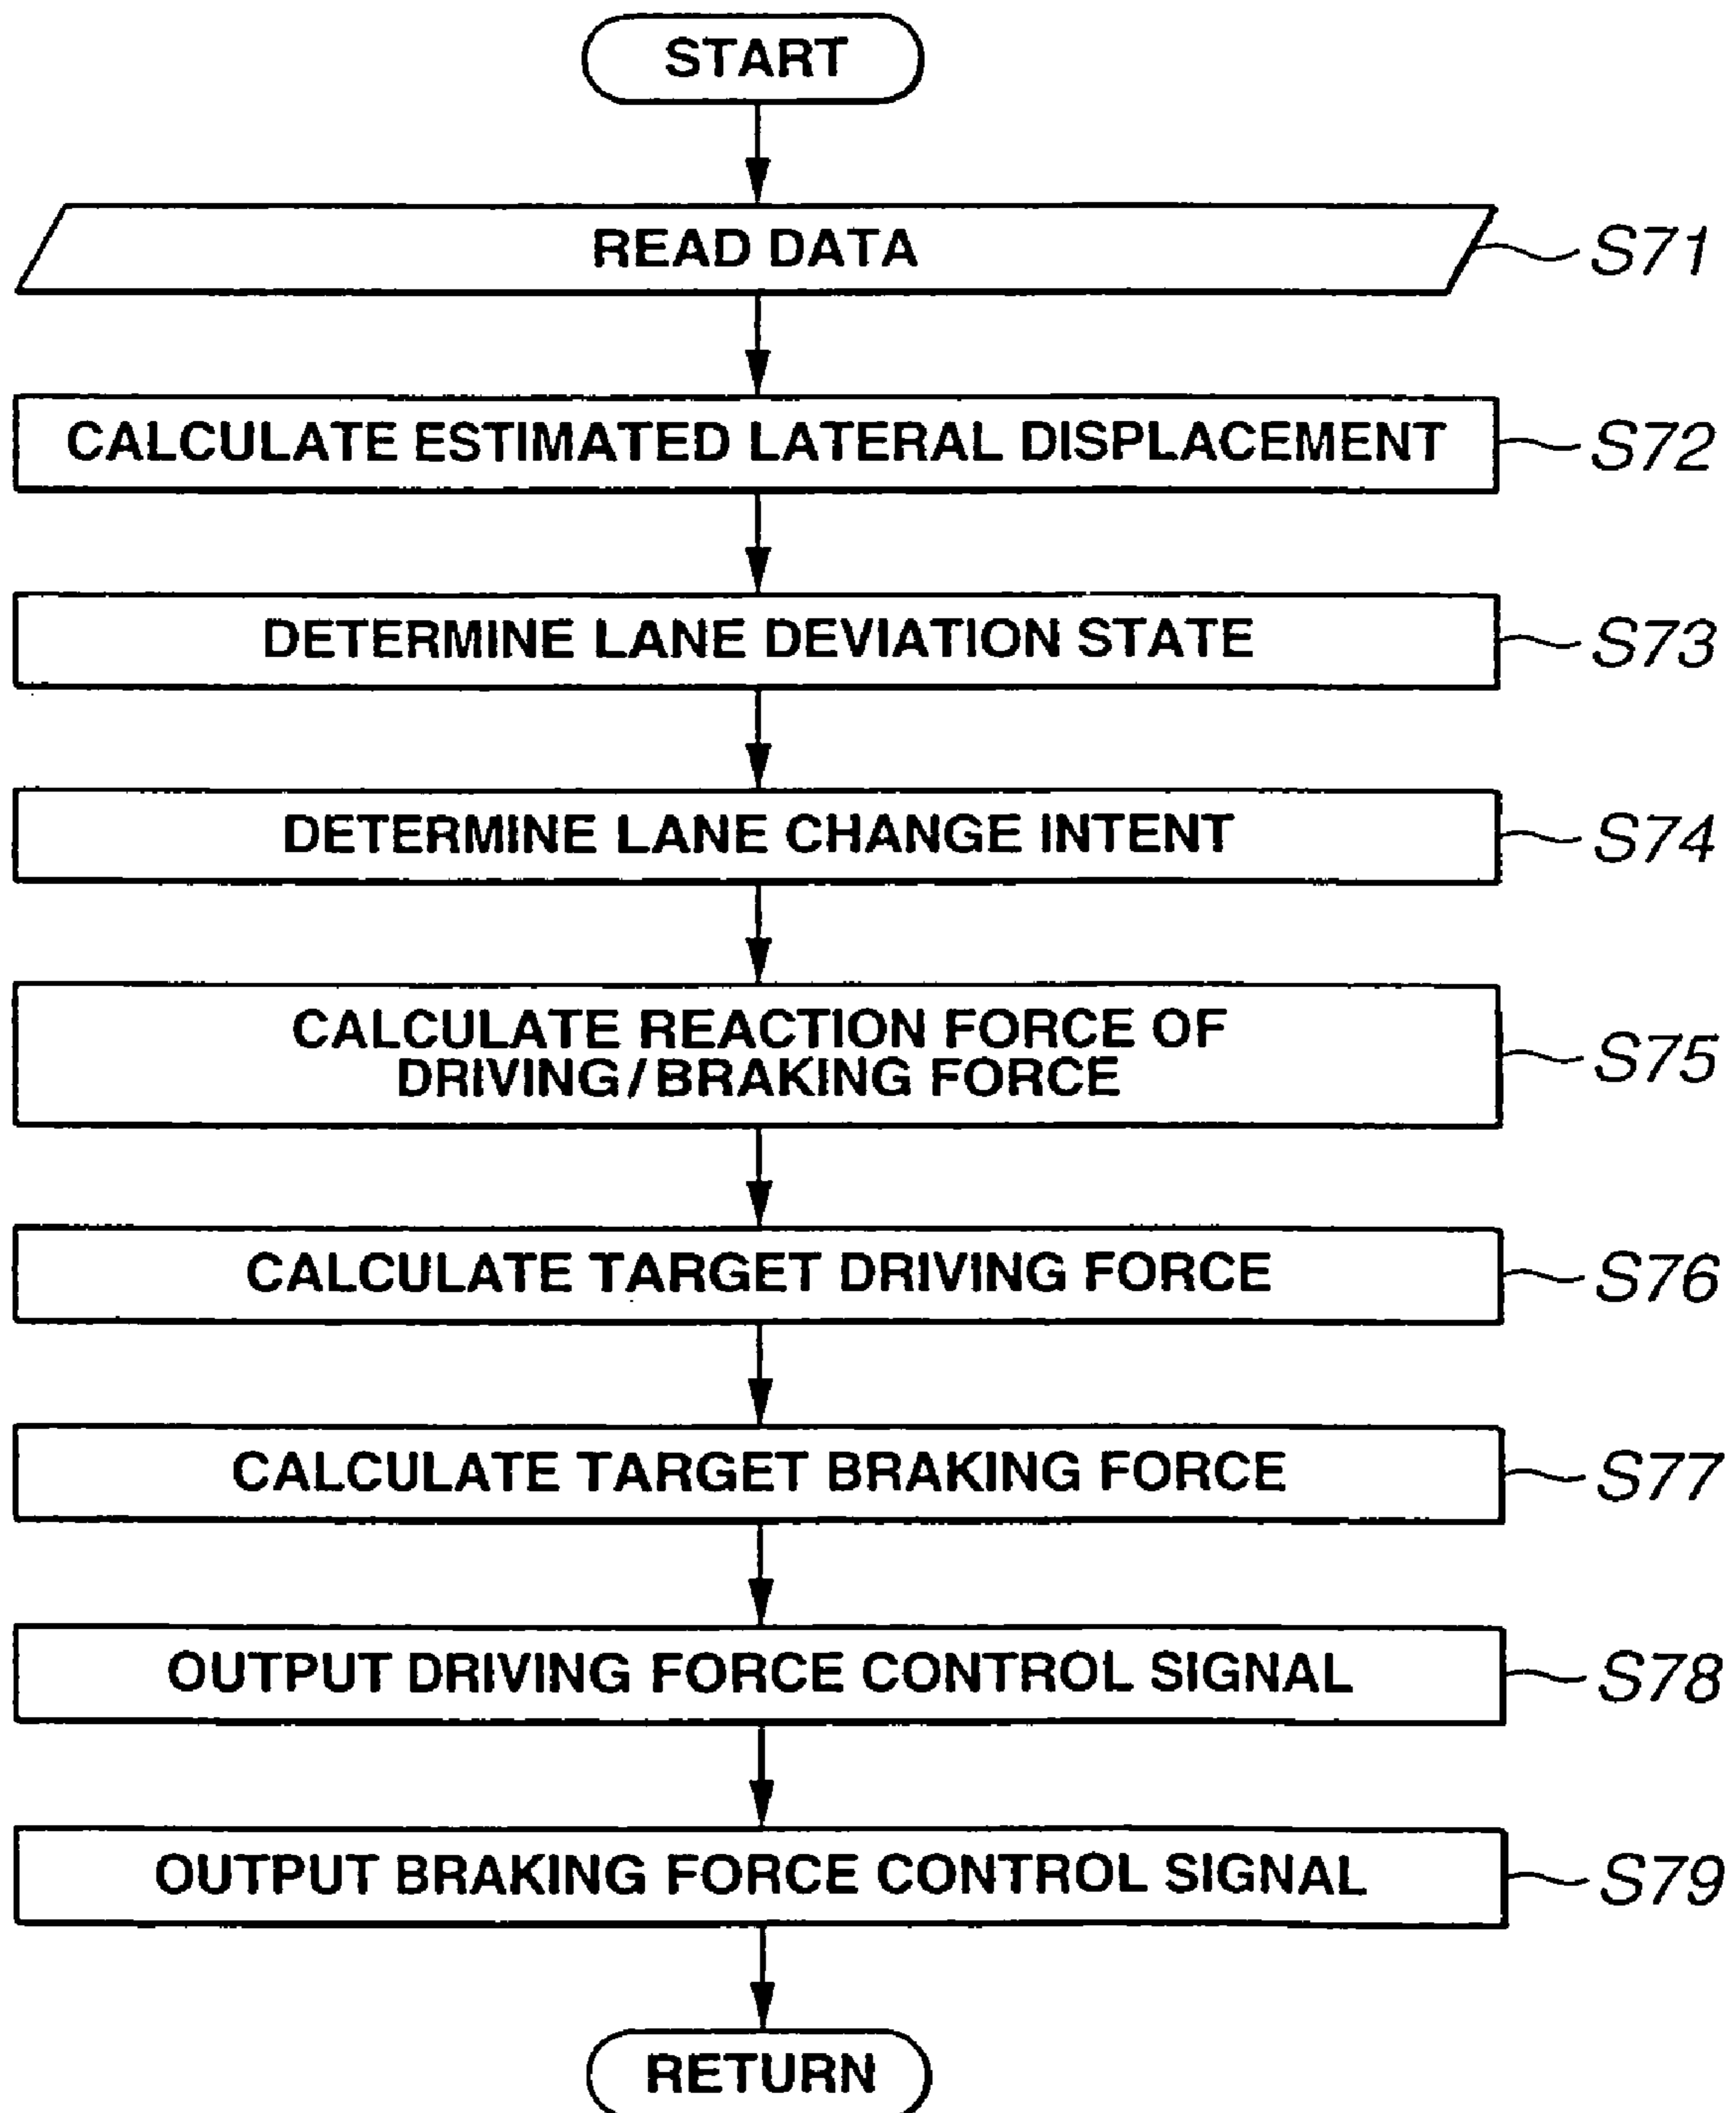 START
READ DATA
S71
CALCULATE ESTIMATED LATERAL DISPLACEMENT
S72
DETERMINE LANE DEVIATION STATE
S73
DETERMINE LANE CHANGE INTENT
S74
CALCULATE REACTION FORCE OF
DRIVING/BRAKING FORCE
S75
CALCULATE TARGET DRIVING FORCE
S76
CALCULATE TARGET BRAKING FORCE
S77
OUTPUT DRIVING FORCE CONTROL SIGNAL
S78
OUTPUT BRAKING FORCE CONTROL SIGNAL
S79
RETURN